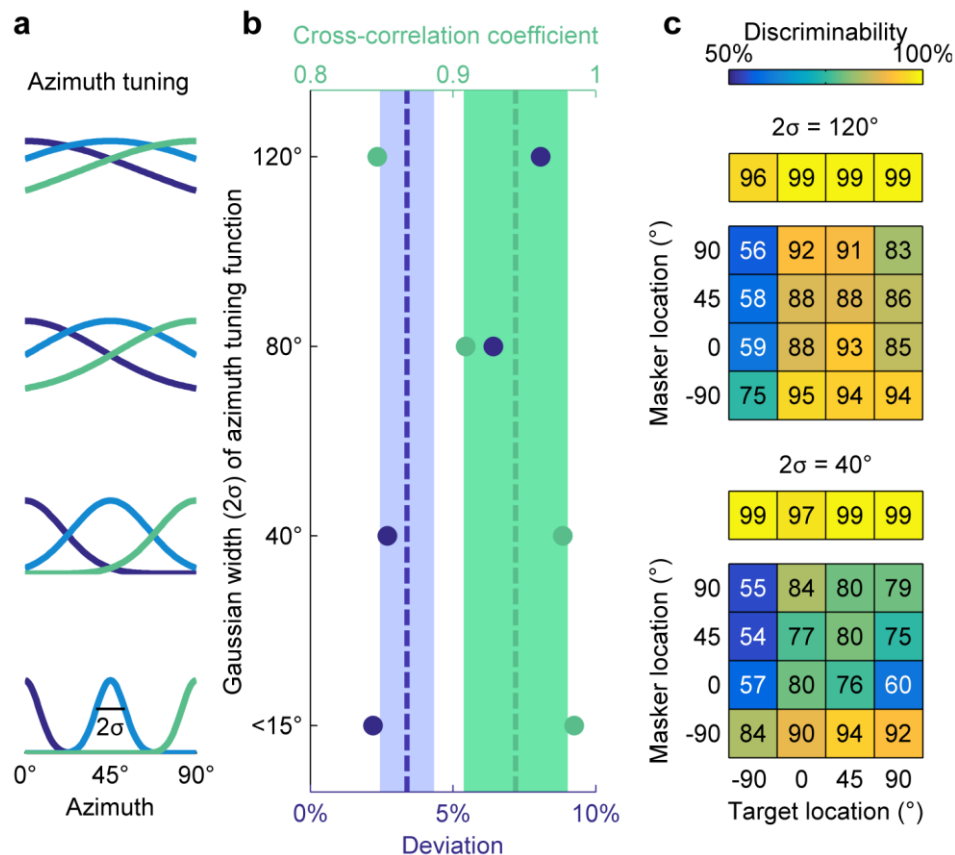 a
Azimuth tuning
2σ
0° 45° 90°
Azimuth
b
Cross-correlation coefficient
0.8 0.9 1
Gaussian width (2σ) of azimuth tuning function
120°
80°
40°
<15°
0% 5% 10%
Deviation
c
Discriminability
50% 100%
2σ = 120°
96 99 99 99
Masker location (°)
90 56 92 91 83
45 58 88 88 86
0 59 88 93 85
-90 75 95 94 94
2σ = 40°
99 97 99 99
Masker location (°)
90 55 84 80 79
45 54 77 80 75
0 57 80 76 60
-90 84 90 94 92
-90 0 45 90
Target location (°)